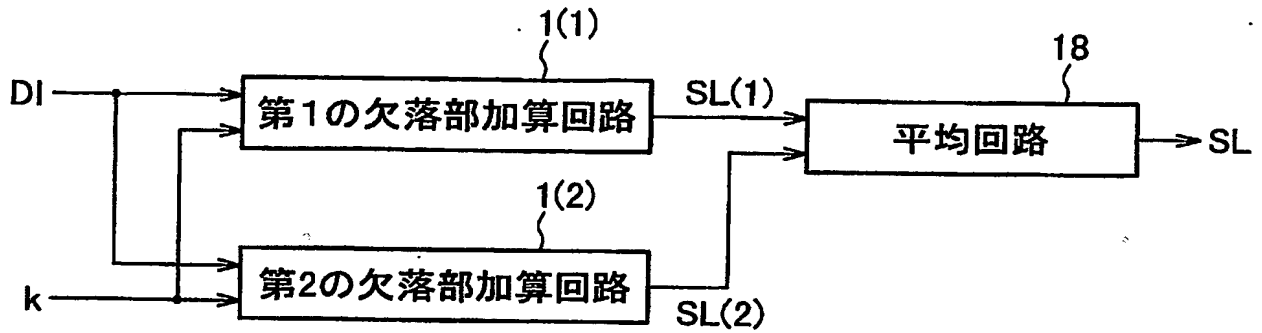 1(1)
18
DI
第1の欠落部加算回路
SL(1)
平均回路
SL
1(2)
k
第2の欠落部加算回路
SL(2)